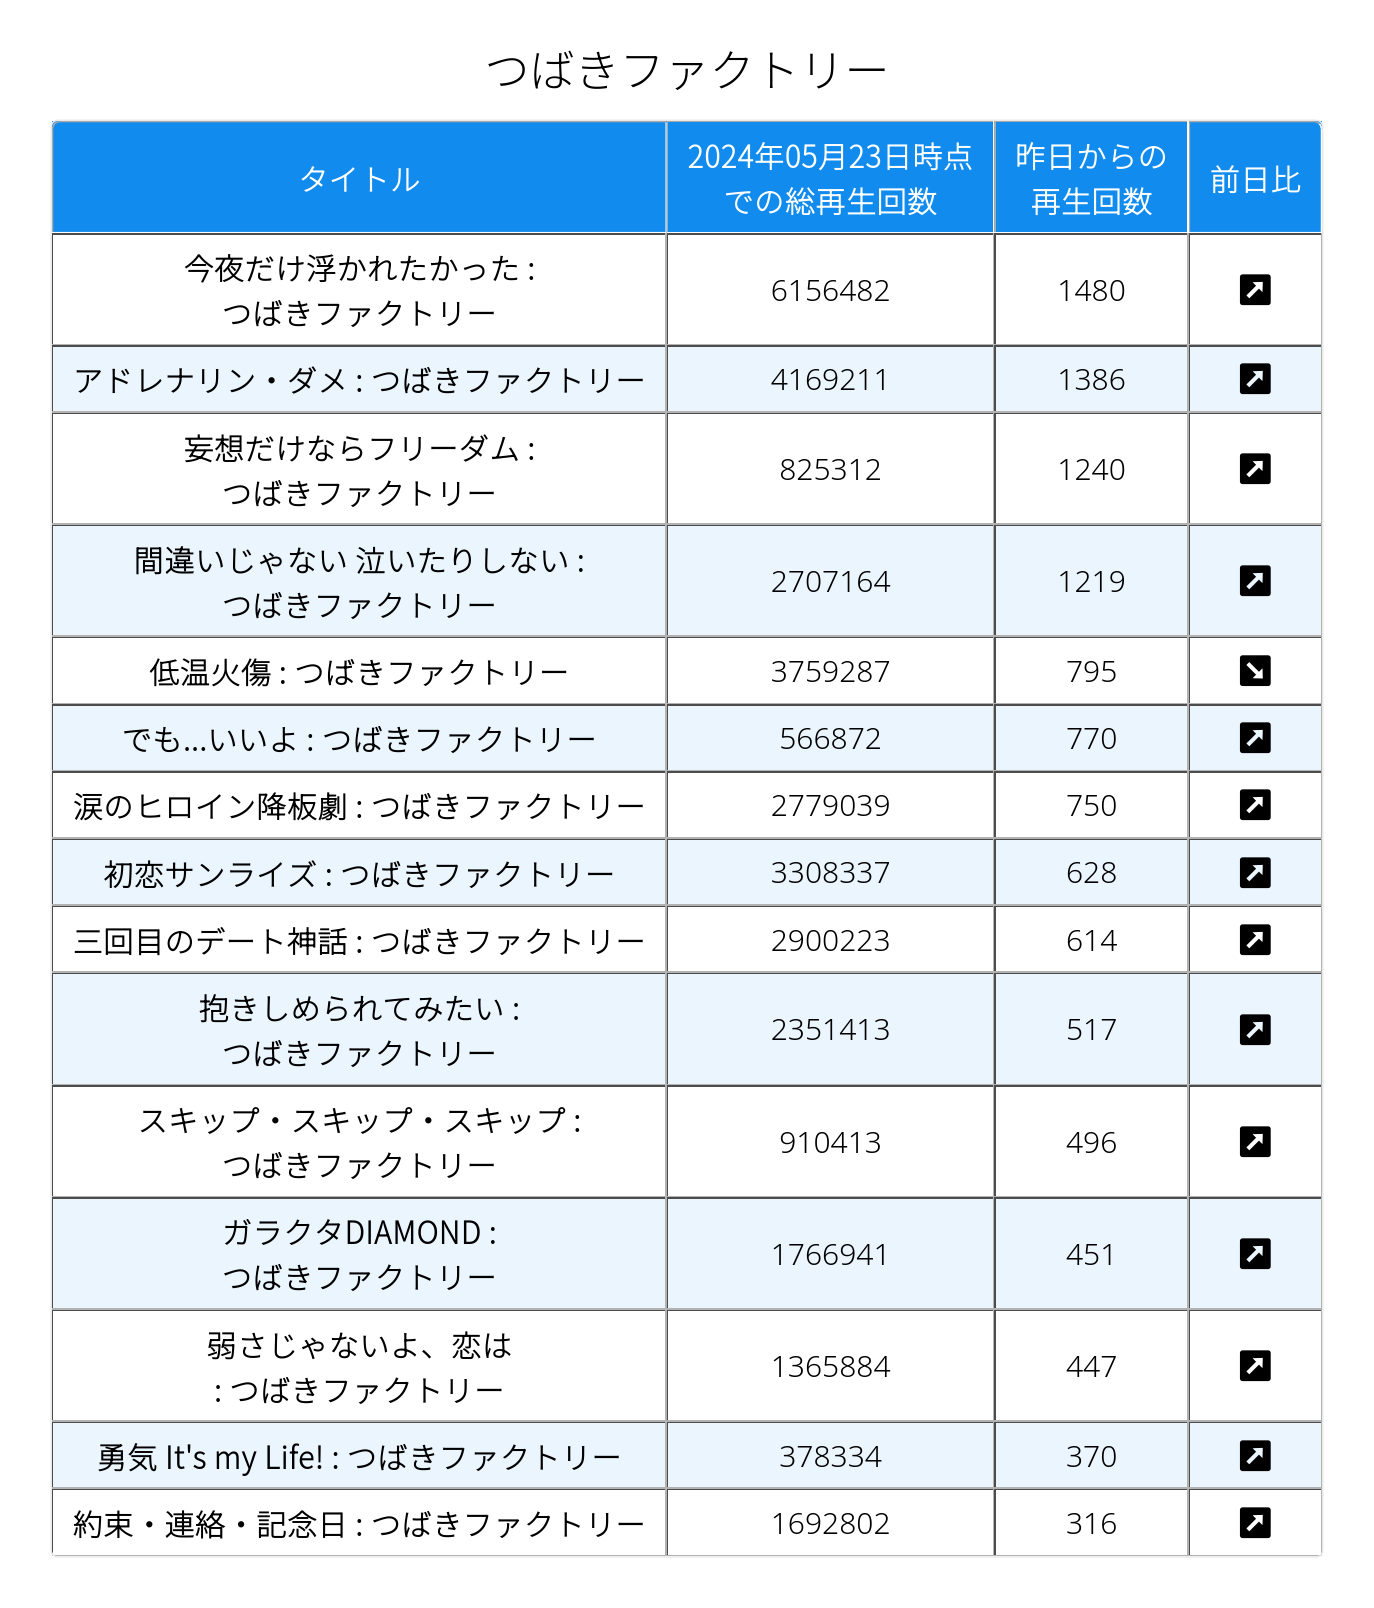 つばきファクトリー
タイトル
2024年05月23日時点
での総再生回数
昨日からの
再生回数
前日比
今夜だけ浮かれたかった :
つばきファクトリー
6156482
1480
アドレナリン・ダメ : つばきファクトリー
4169211
1386
妄想だけならフリーダム :
つばきファクトリー
825312
1240
間違いじゃない 泣いたりしない :
つばきファクトリー
2707164
1219
低温火傷 : つばきファクトリー
3759287
795
でも...いいよ : つばきファクトリー
566872
770
涙のヒロイン降板劇 : つばきファクトリー
2779039
750
初恋サンライズ : つばきファクトリー
3308337
628
三回目のデート神話 : つばきファクトリー
2900223
614
抱きしめられてみたい :
つばきファクトリー
2351413
517
スキップ・スキップ・スキップ :
つばきファクトリー
910413
496
ガラクタDIAMOND :
つばきファクトリー
1766941
451
弱さじゃないよ、恋は
: つばきファクトリー
1365884
447
勇気 It's my Life! : つばきファクトリー
378334
370
約束・連絡・記念日 : つばきファクトリー
1692802
316